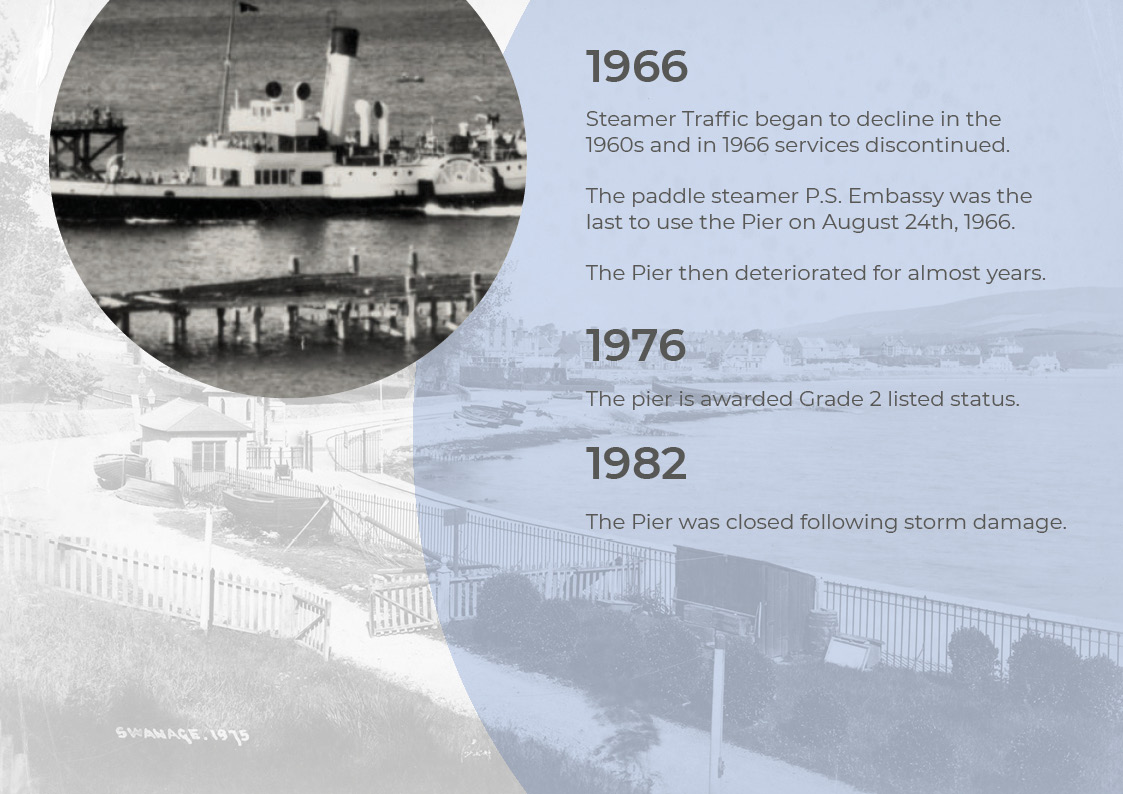 1966
Steamer Traffic began to decline in the
1960s and in 1966 services discontinued.
The paddle steamer P.S. Embassy was the
last to use the Pier on August 24th, 1966.
The Pier then deteriorated for almost years.
1976
The pier is awarded Grade 2 listed status.
1982
The Pier was closed following storm damage.
SWANAGE. 1975